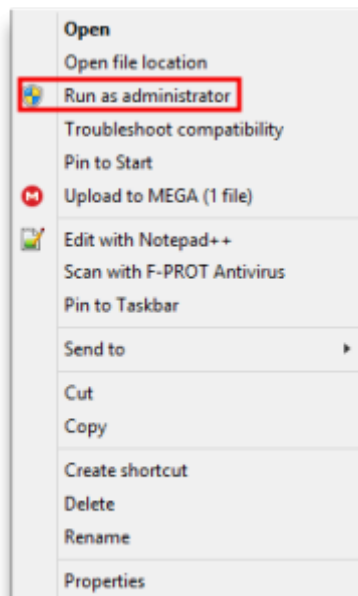 Open
Open file location
Run as administrator
Troubleshoot compatibility
Pin to Start
Upload to MEGA (1 file)
Edit with Notepad++
Scan with F-PROT Antivirus
Pin to Taskbar
Send to
Cut
Copy
Create shortcut
Delete
Rename
Properties